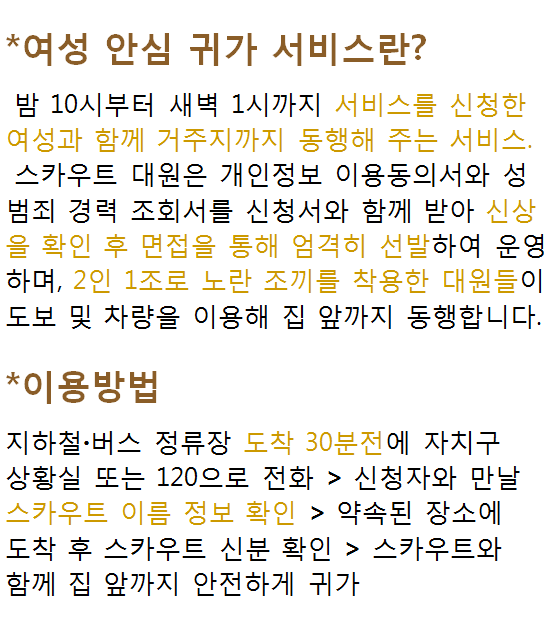 *여성 안심 귀가 서비스란?
밤 10시부터 새벽 1시까지 서비스를 신청한
여성과 함께 거주지까지 동행해 주는 서비스.
스카우트 대원은 개인정보 이용동의서와 성
범죄 경력 조회서를 신청서와 함께 받아 신상
을 확인 후 면접을 통해 엄격히 선발하여 운영
하며, 2인 1조로 노란 조끼를 착용한 대원들이
도보 및 차량을 이용해 집 앞까지 동행합니다.
*이용방법
지하철·버스 정류장 도착 30분전에 자치구
상황실 또는 120으로 전화 > 신청자와 만날
스카우트 이름 정보 확인 > 약속된 장소에
도착 후 스카우트 신분 확인 > 스카우트와
함께 집 앞까지 안전하게 귀가